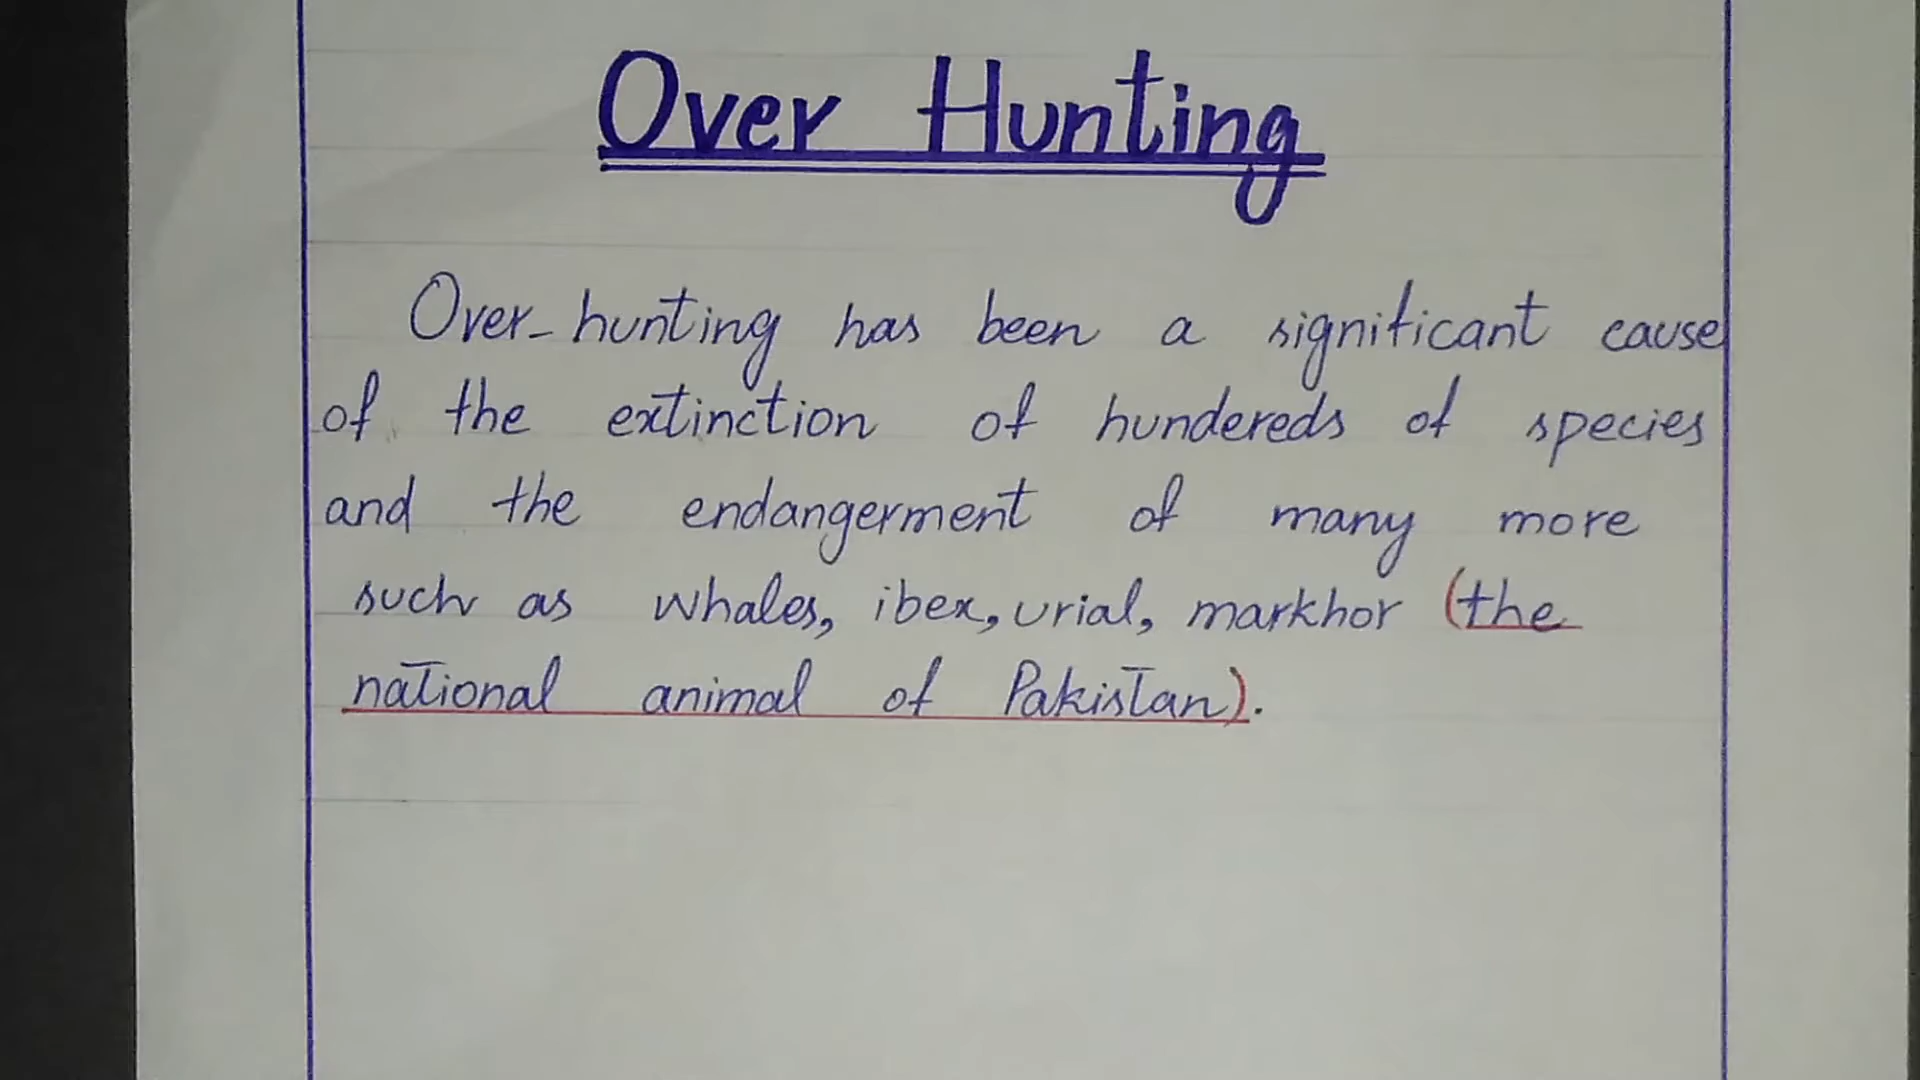 Over Hunting
Over-hunting has been a significant cause
of the extinction of hundereds of species
and the endangerment of many more
such as whales, ibex, urial, markhor (the
national animal of Pakistan).